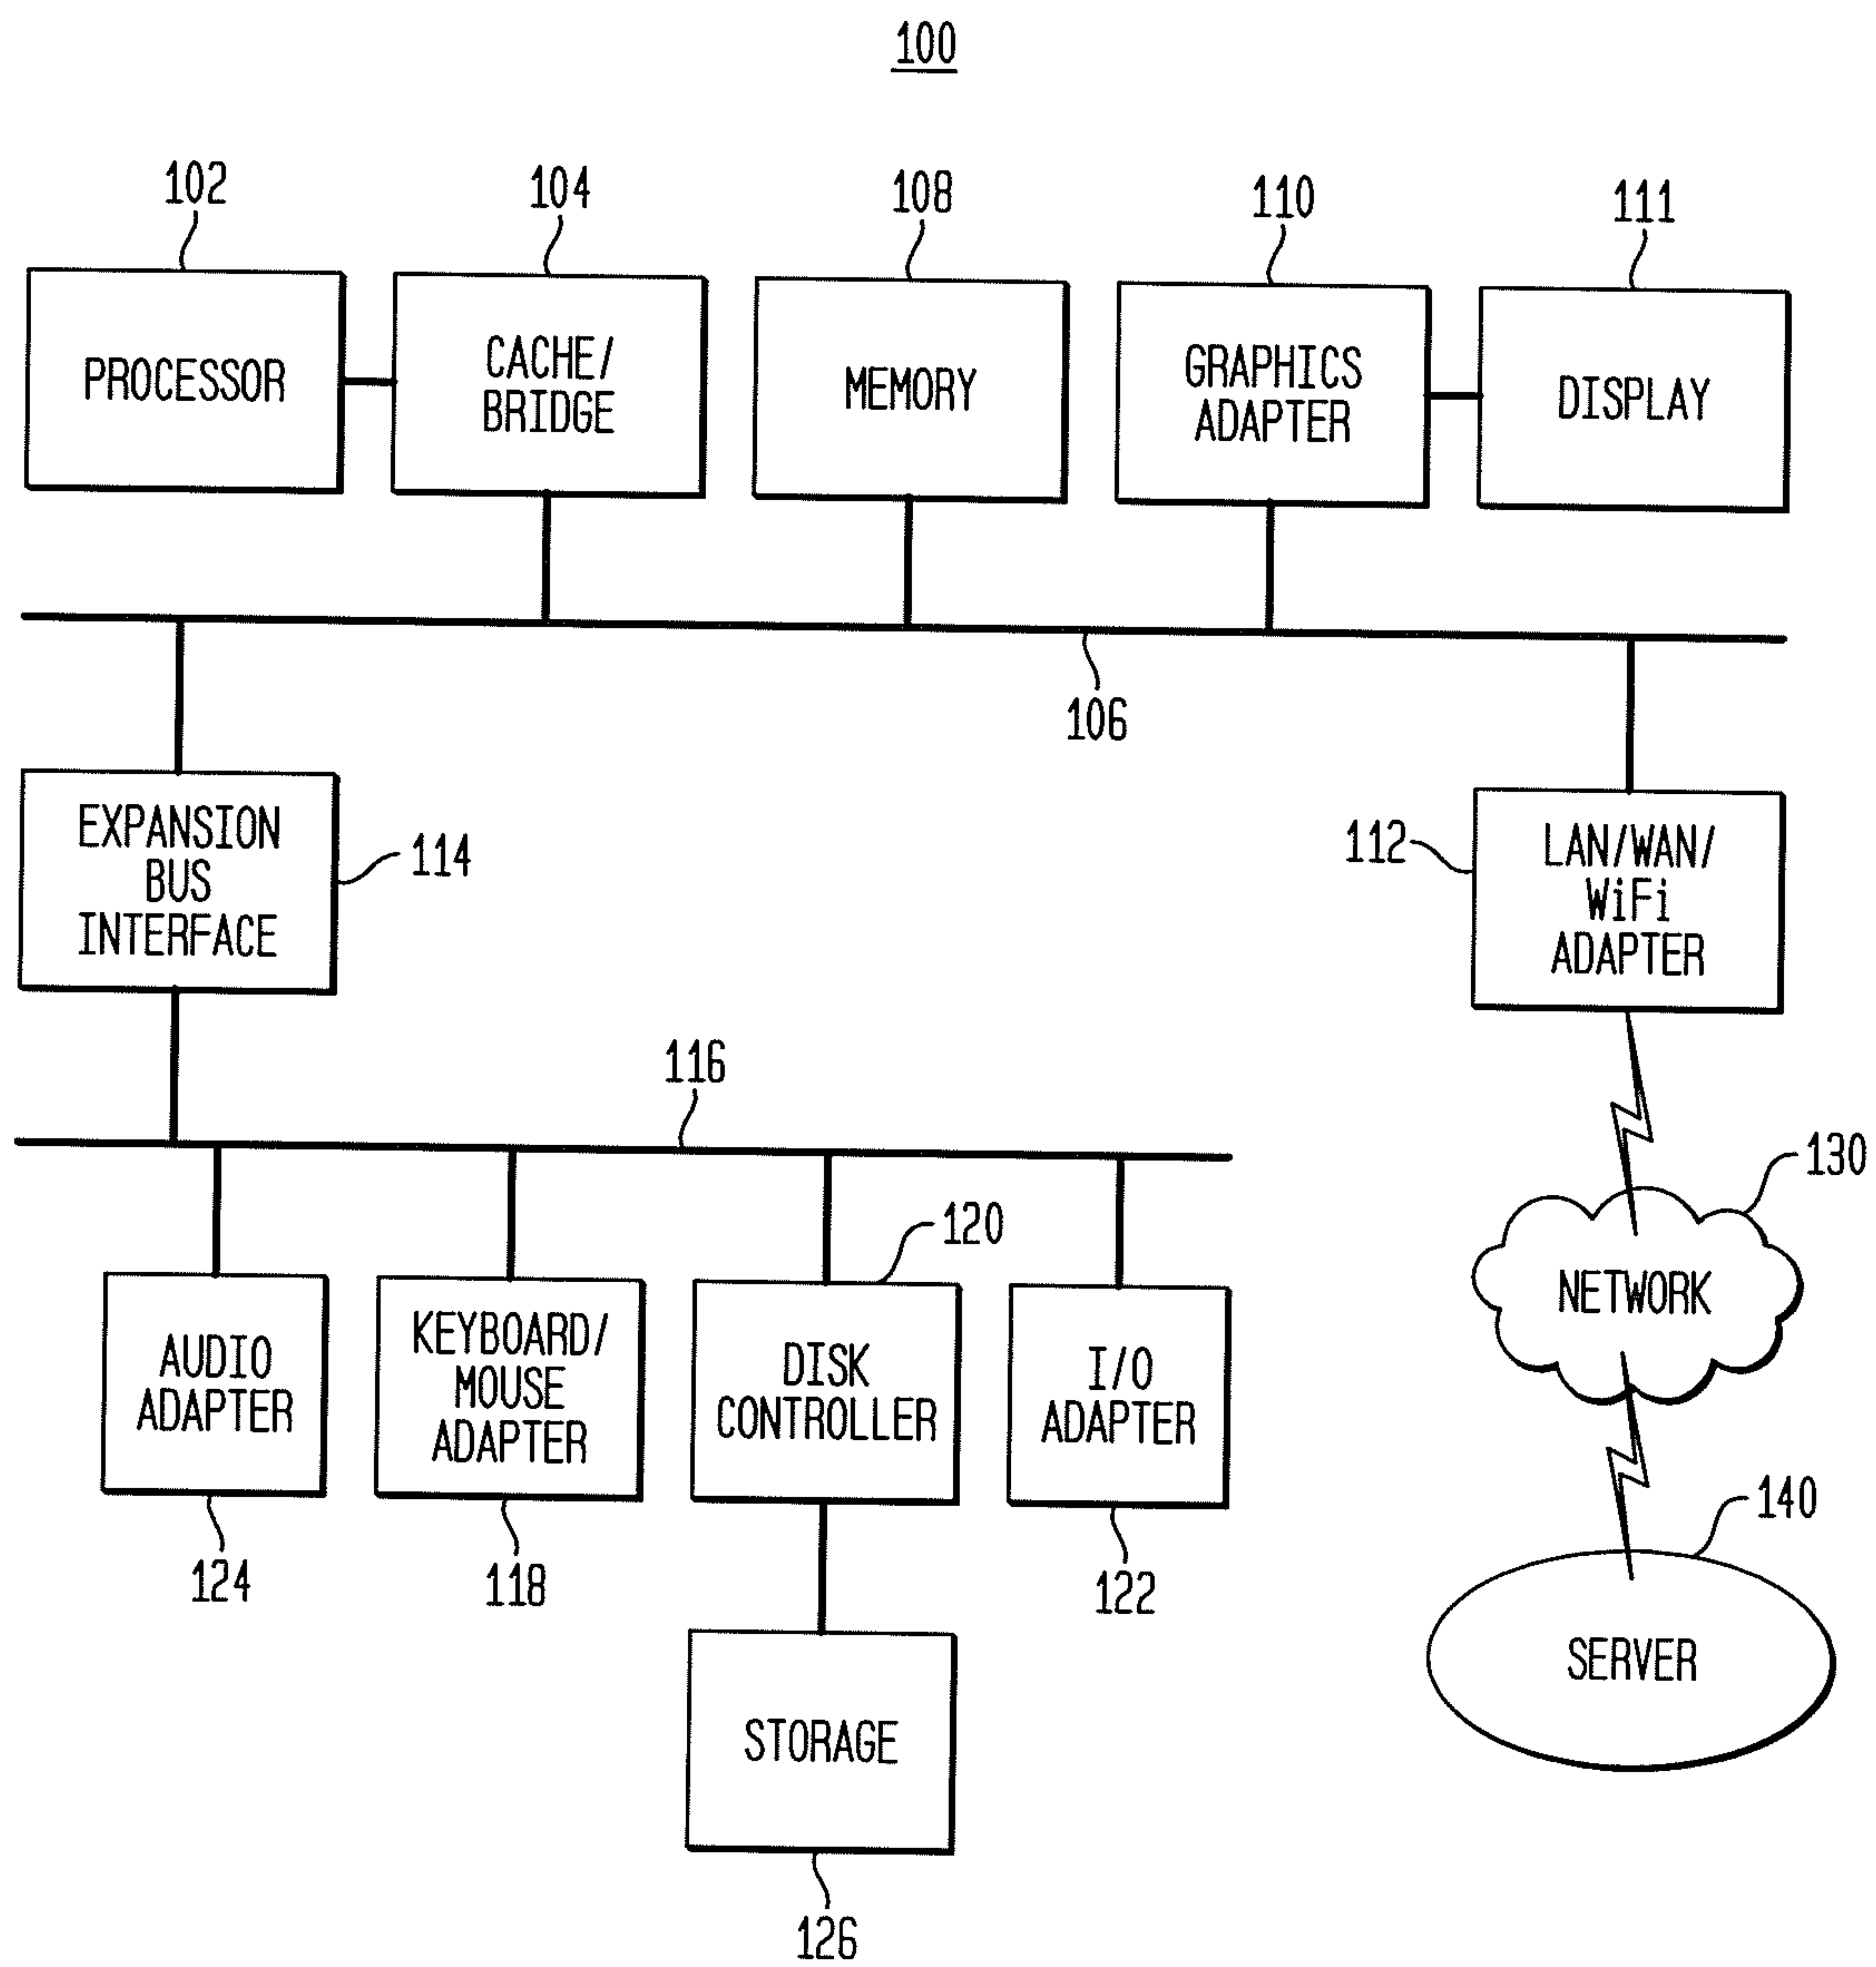 100
102
104
108
110
111
PROCESSOR
CACHE/
BRIDGE
MEMORY
GRAPHICS
ADAPTER
DISPLAY
106
EXPANSION
BUS
INTERFACE
114
112
LAN/WAN/
WiFi
ADAPTER
116
130
NETWORK
120
AUDIO
ADAPTER
KEYBOARD/
MOUSE
ADAPTER
DISK
CONTROLLER
I/O
ADAPTER
124
118
122
140
SERVER
STORAGE
126